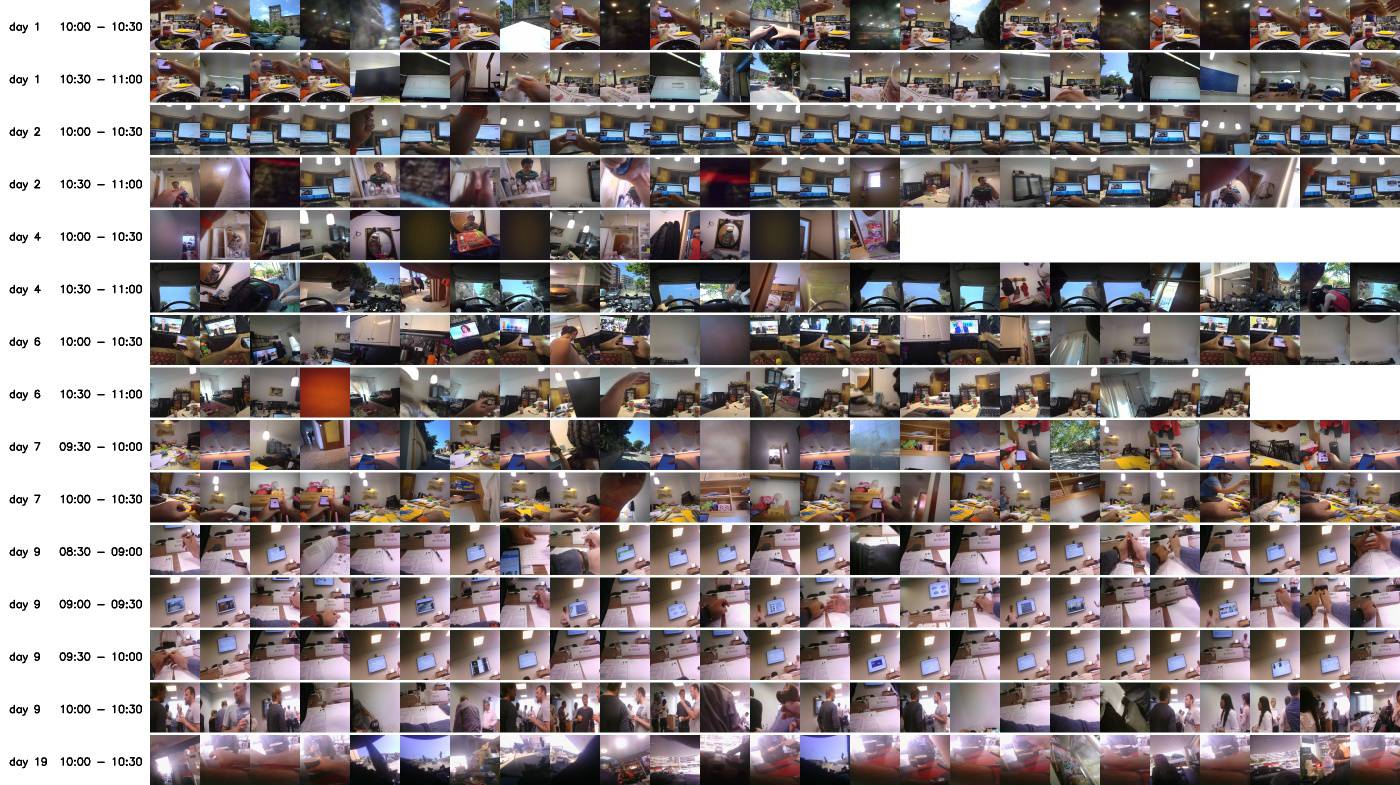 day 1 10:00 – 10:30
day 1 10:30 – 11:00
day 2 10:00 – 10:30
day 2 10:30 – 11:00
day 4 10:00 – 10:30
day 4 10:30 – 11:00
day 6 10:00 – 10:30
day 6 10:30 – 11:00
day 7 09:30 – 10:00
day 7 10:00 – 10:30
day 9 08:30 – 09:00
day 9 09:00 – 09:30
day 9 09:30 – 10:00
day 9 10:00 – 10:30
day 19 10:00 – 10:30